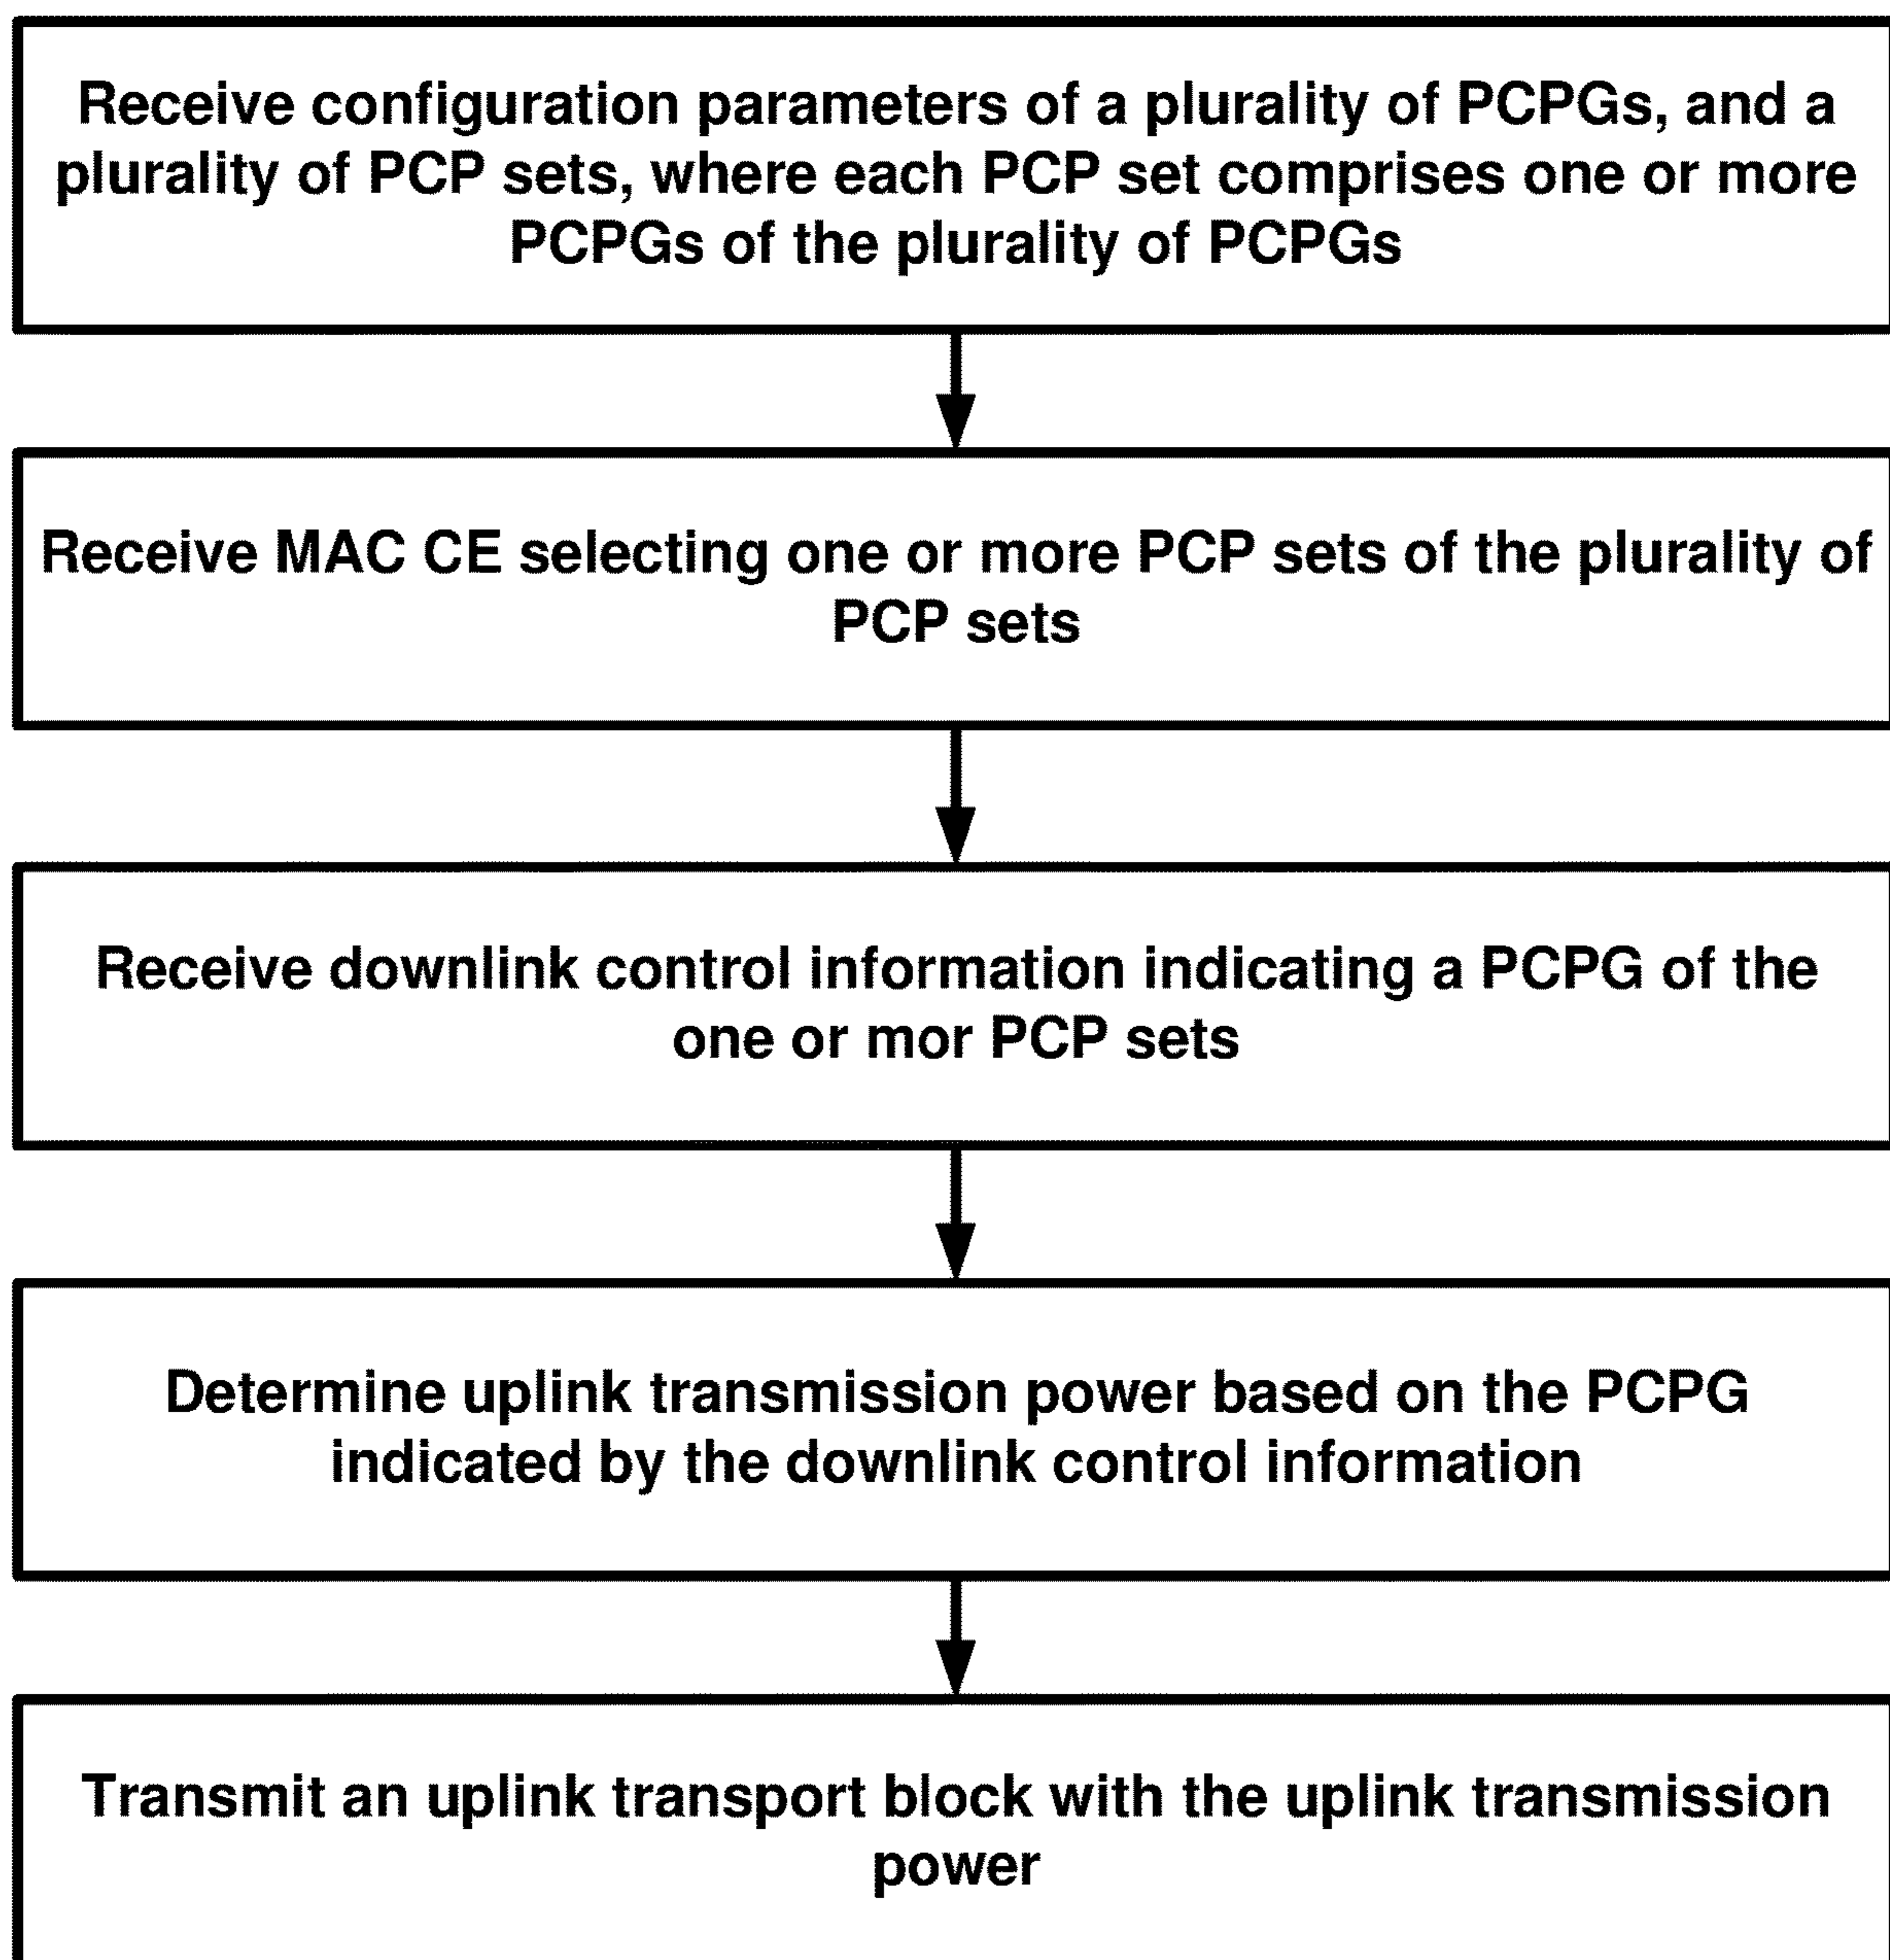 Receive configuration parameters of a plurality of PCPGs, and a
plurality of PCP sets, where each PCP set comprises one or more
PCPGs of the plurality of PCPGs
Receive MAC CE selecting one or more PCP sets of the plurality of
PCP sets
Receive downlink control information indicating a PCPG of the
one or mor PCP sets
Determine uplink transmission power based on the PCPG
indicated by the downlink control information
Transmit an uplink transport block with the uplink transmission
power